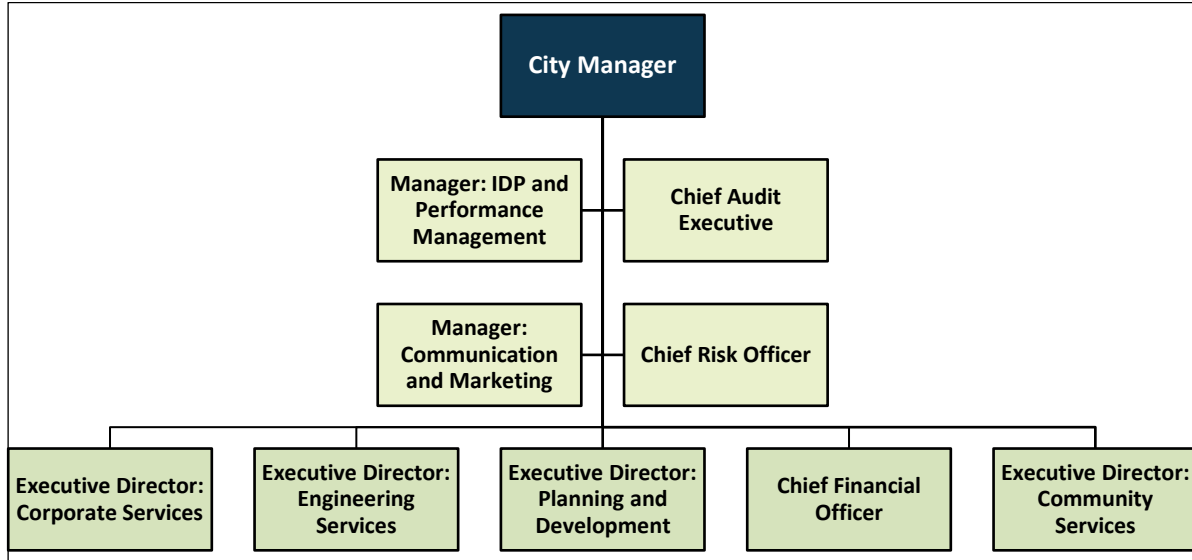 City Manager
Manager: IDP and
Performance
Management
Chief Audit
Executive
Manager:
Communication
and Marketing
Chief Risk Officer
Executive Director:
Corporate Services
Executive Director:
Engineering
Services
Executive Director:
Planning and
Development
Chief Financial
Officer
Executive Director:
Community
Services